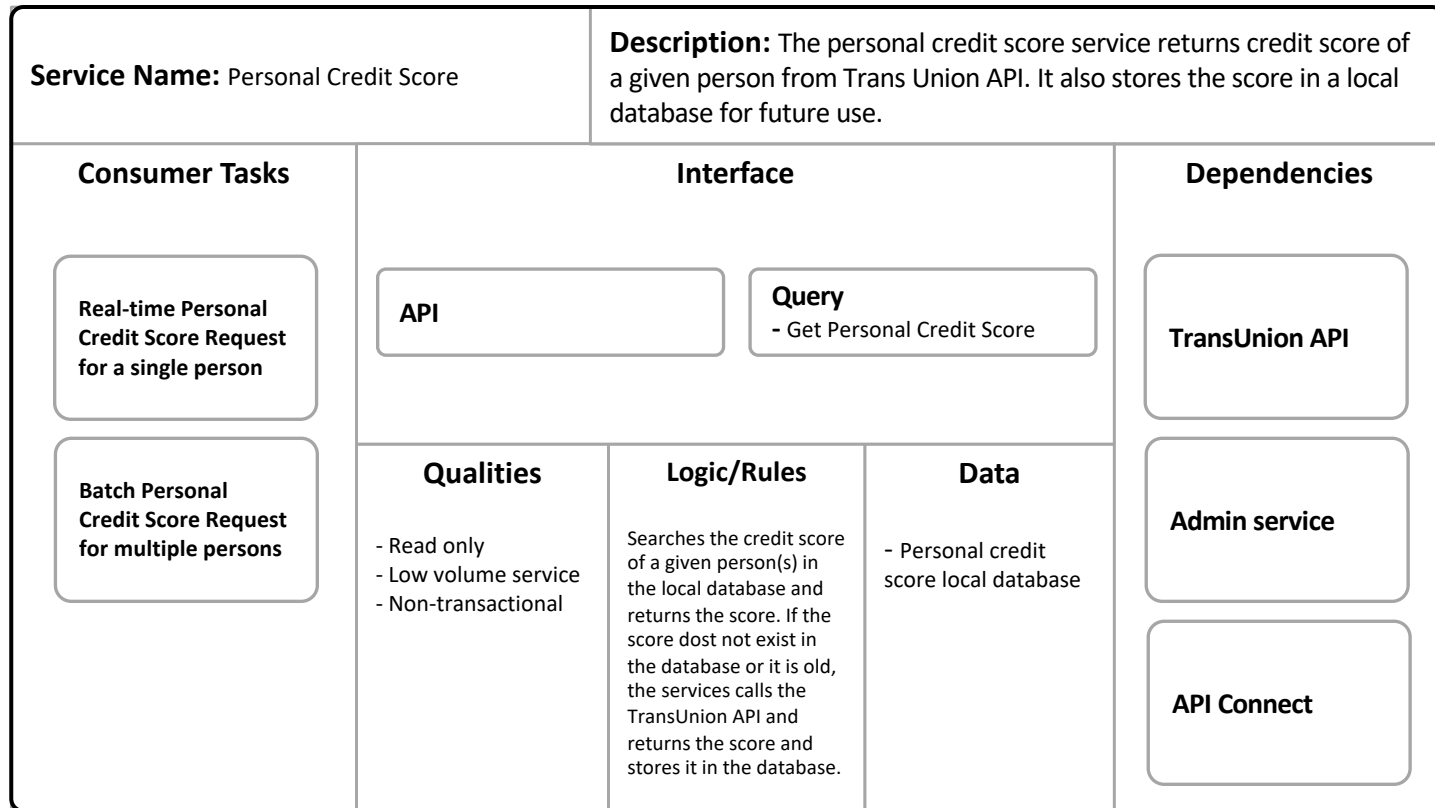 Service Name: Personal Credit Score
Description: The personal credit score service returns credit score of
a given person from Trans Union API. It also stores the score in a local
database for future use.
Consumer Tasks
Real-time Personal
Credit Score Request
for a single person
Batch Personal
Credit Score Request
for multiple persons
Interface
API
Query
- Get Personal Credit Score
Qualities
- Read only
- Low volume service
- Non-transactional
Logic/Rules
Searches the credit score
of a given person(s) in
the local database and
returns the score. If the
score dost not exist in
the database or it is old,
the services calls the
TransUnion API and
returns the score and
stores it in the database.
Data
- Personal credit
score local database
Dependencies
TransUnion API
Admin service
API Connect